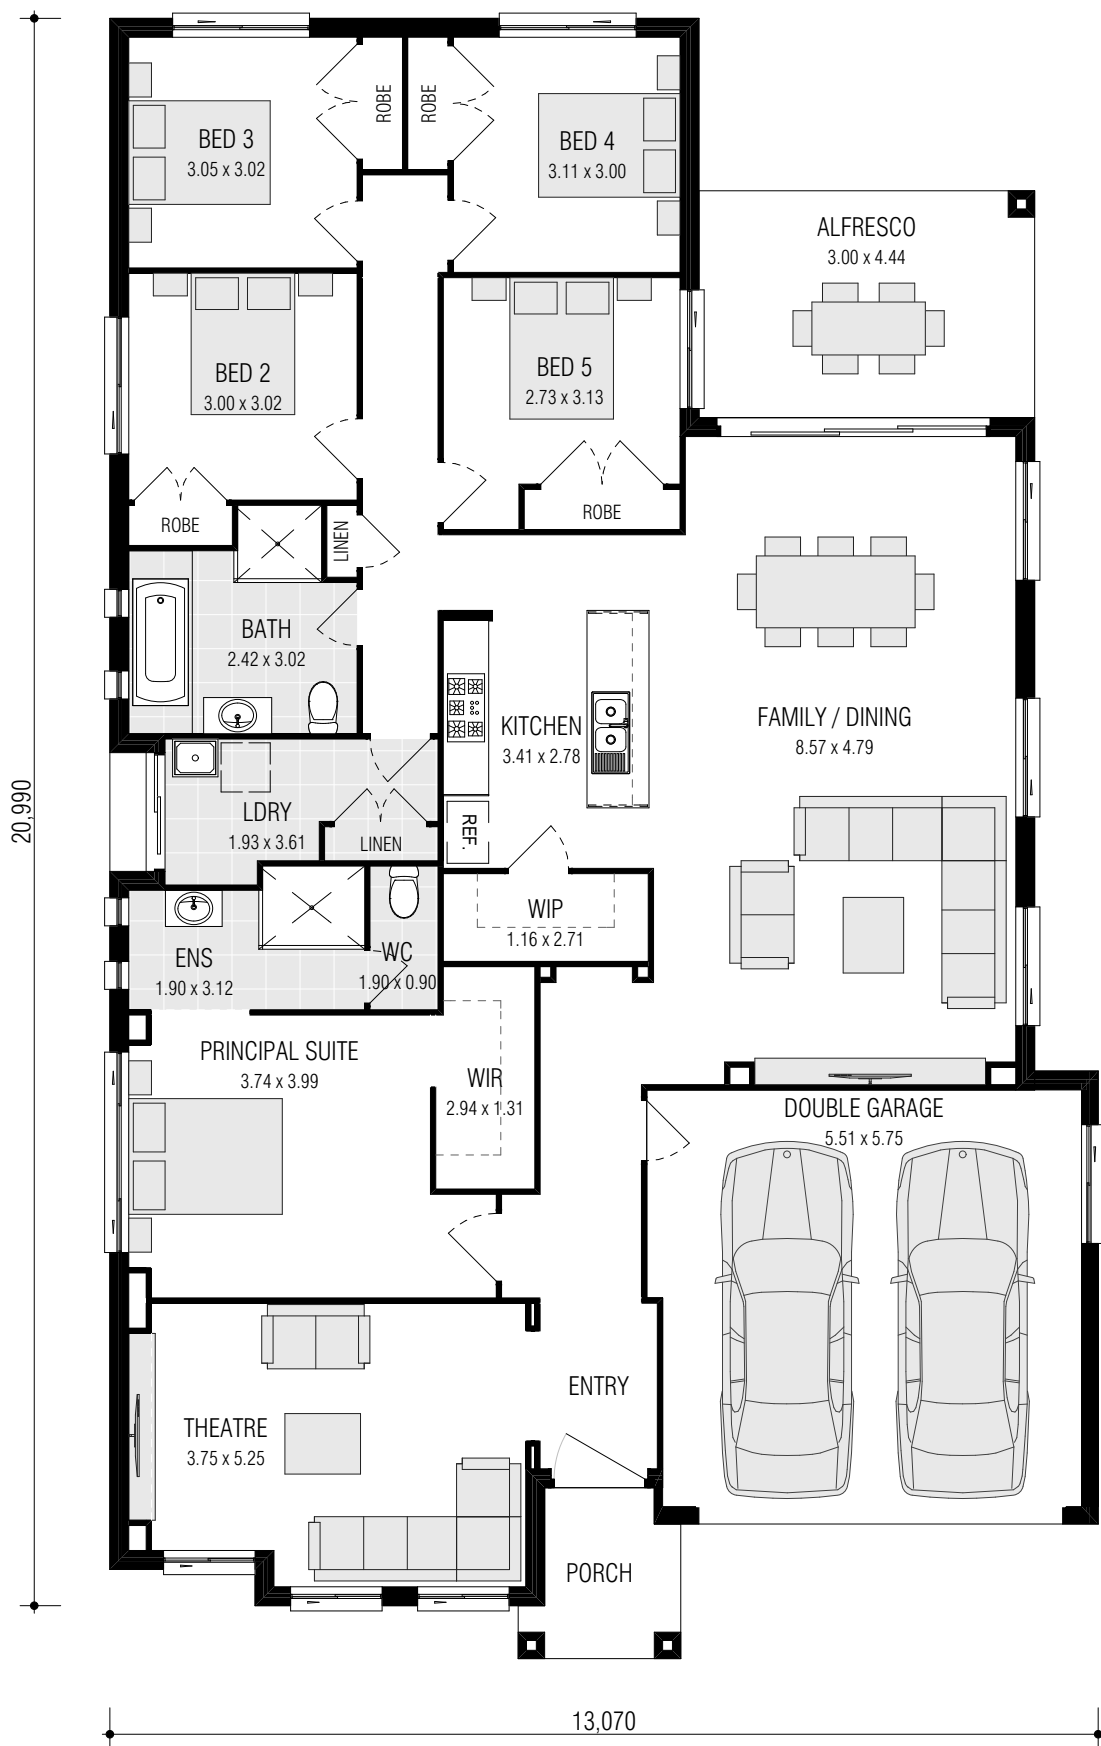 ROBE
ROBE
BED 3
3.05 x 3.02
BED 4
3.11 x 3.00
ALFRESCO
3.00 x 4.44
BED 2
3.00 x 3.02
BED 5
2.73 x 3.13
ROBE
LINEN
ROBE
BATH
2.42 x 3.02
KITCHEN
3.41 x 2.78
FAMILY / DINING
8.57 x 4.79
20,990
LDRY
1.93 x 3.61
LINEN
REF.
WIP
1.16 x 2.71
ENS
1.90 x 3.12
WC
1.90 x 0.90
PRINCIPAL SUITE
3.74 x 3.99
WIR
2.94 x 1.31
DOUBLE GARAGE
5.51 x 5.75
ENTRY
THEATRE
3.75 x 5.25
PORCH
13,070